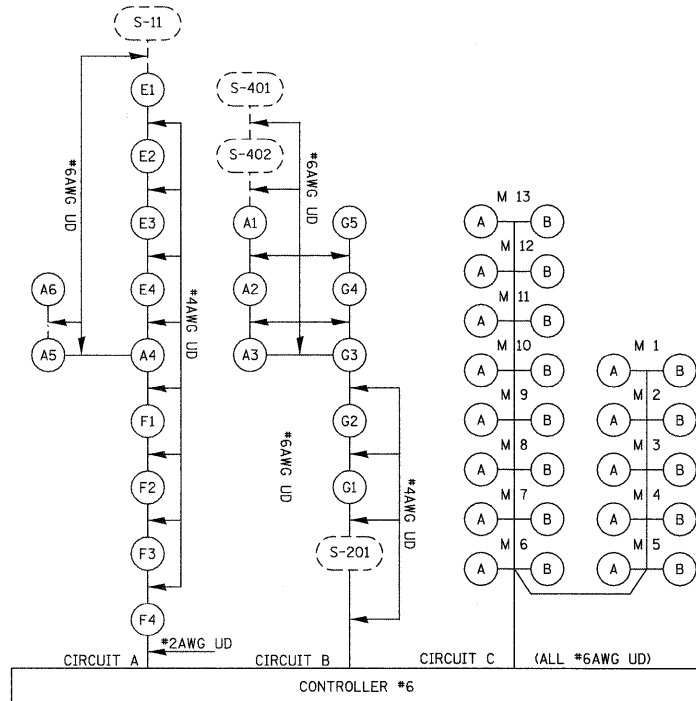 S-11
E1
S-401
E2
S-402
#6AWG UD
#6AWG UD
M 13
E3
A1
G5
A
B
M 12
A
B
A6
E4
#4AWG UD
A2
G4
M 11
A
B
A5
A4
A3
G3
M 10
A
B
M 1
A
B
F1
G2
M 9
A
B
M 2
A
B
#6AWG UD
M 8
A
B
M 3
A
B
F2
G1
#4AWG UD
M 7
A
B
M 4
A
B
F3
S-201
M 6
A
B
M 5
A
B
F4
#2AWG UD
CIRCUIT A
CIRCUIT B
CIRCUIT C
(ALL #6AWG UD)
CONTROLLER #6